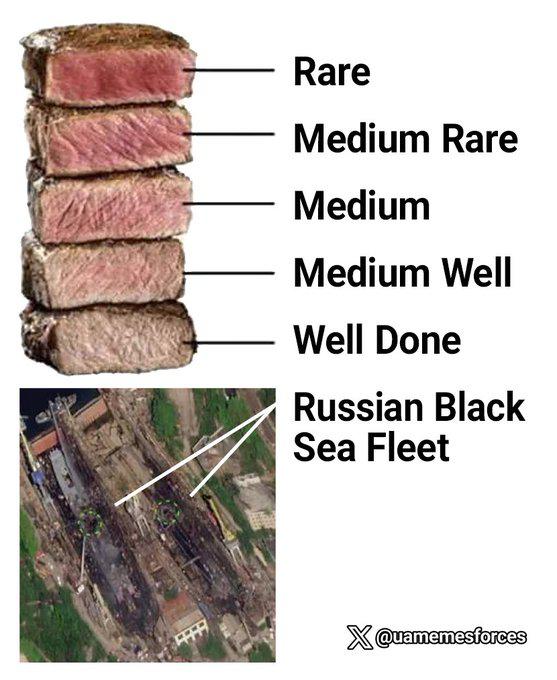 Rare
Medium Rare
Medium
Medium Well
Well Done
Russian Black
Sea Fleet
X @uamemesforces